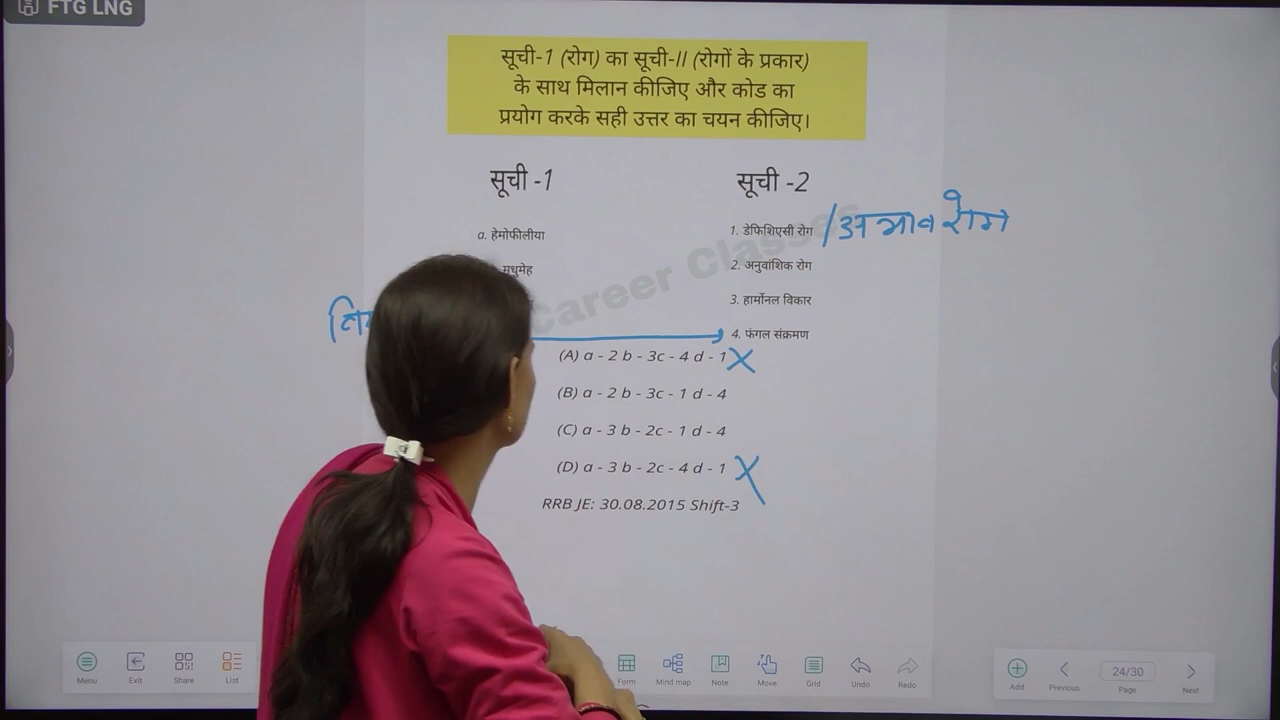 FTG LNG
सूची-1 (रोग) का सूची-II (रोगों के प्रकार)
के साथ मिलान कीजिए और कोड का
प्रयोग करके सही उत्तर का चयन कीजिए।
सूची -1
सूची -2
a. हेमोफीलीया
1. डेफिशिएसी रोग / अभाव रोग
मधुमेह
2. अनुवांशिक रोग
3. हार्मोनल विकार
4. फंगल संक्रमण
career Classes
(A) a - 2 b - 3c - 4 d - 1 X
(B) a - 2 b - 3c - 1 d - 4
(C) a - 3 b - 2c - 1 d - 4
(D) a - 3 b - 2c - 4 d - 1 X
RRB JE: 30.08.2015 Shift-3
Menu
Exit
Share
List
Form
Mind map
Note
Move
Grid
Undo
Redo
Add
Previous
24/30
Page
Next